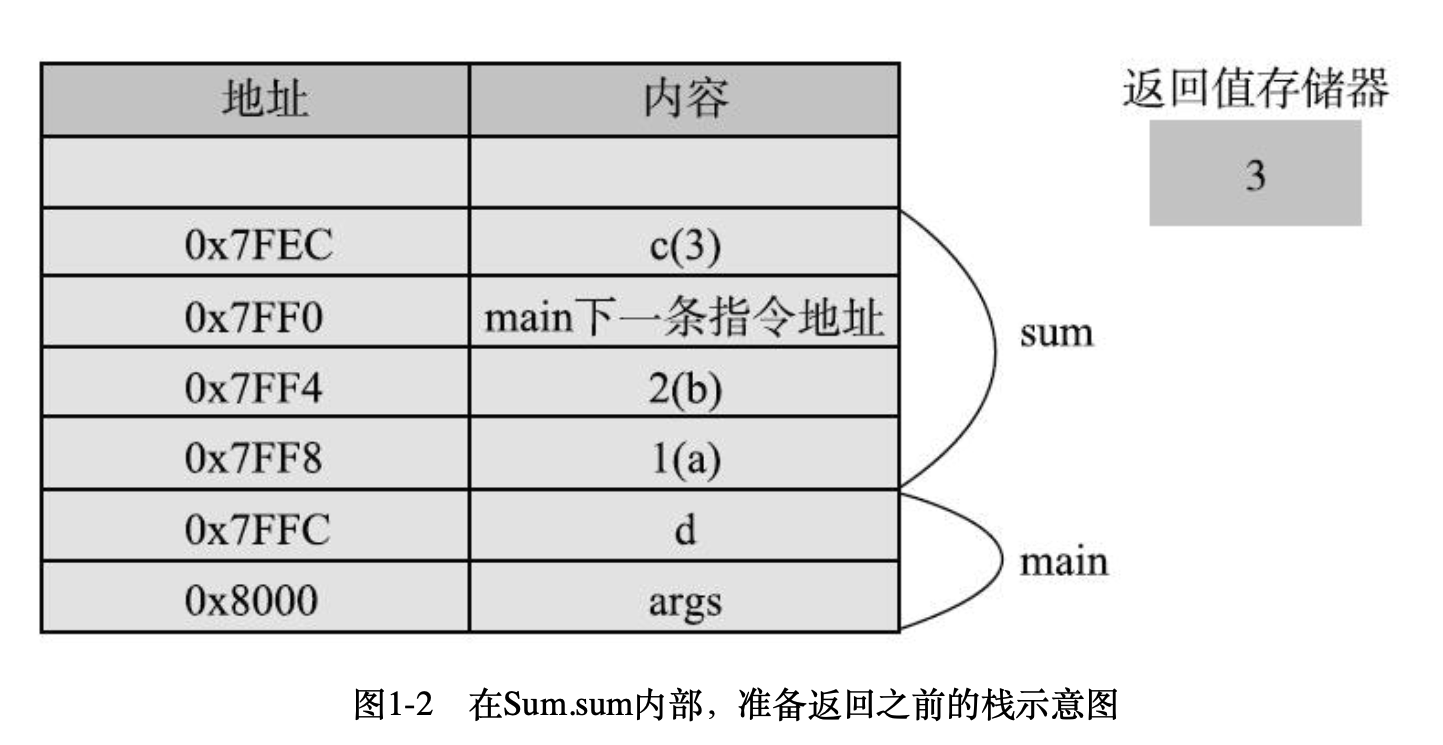 地址 内容
返回值存储器
3
0x7FEC c(3)
0x7FF0 main下一条指令地址
sum
0x7FF4 2(b)
0x7FF8 1(a)
0x7FFC d
main
0x8000 args
图1-2 在Sum.sum内部，准备返回之前的栈示意图